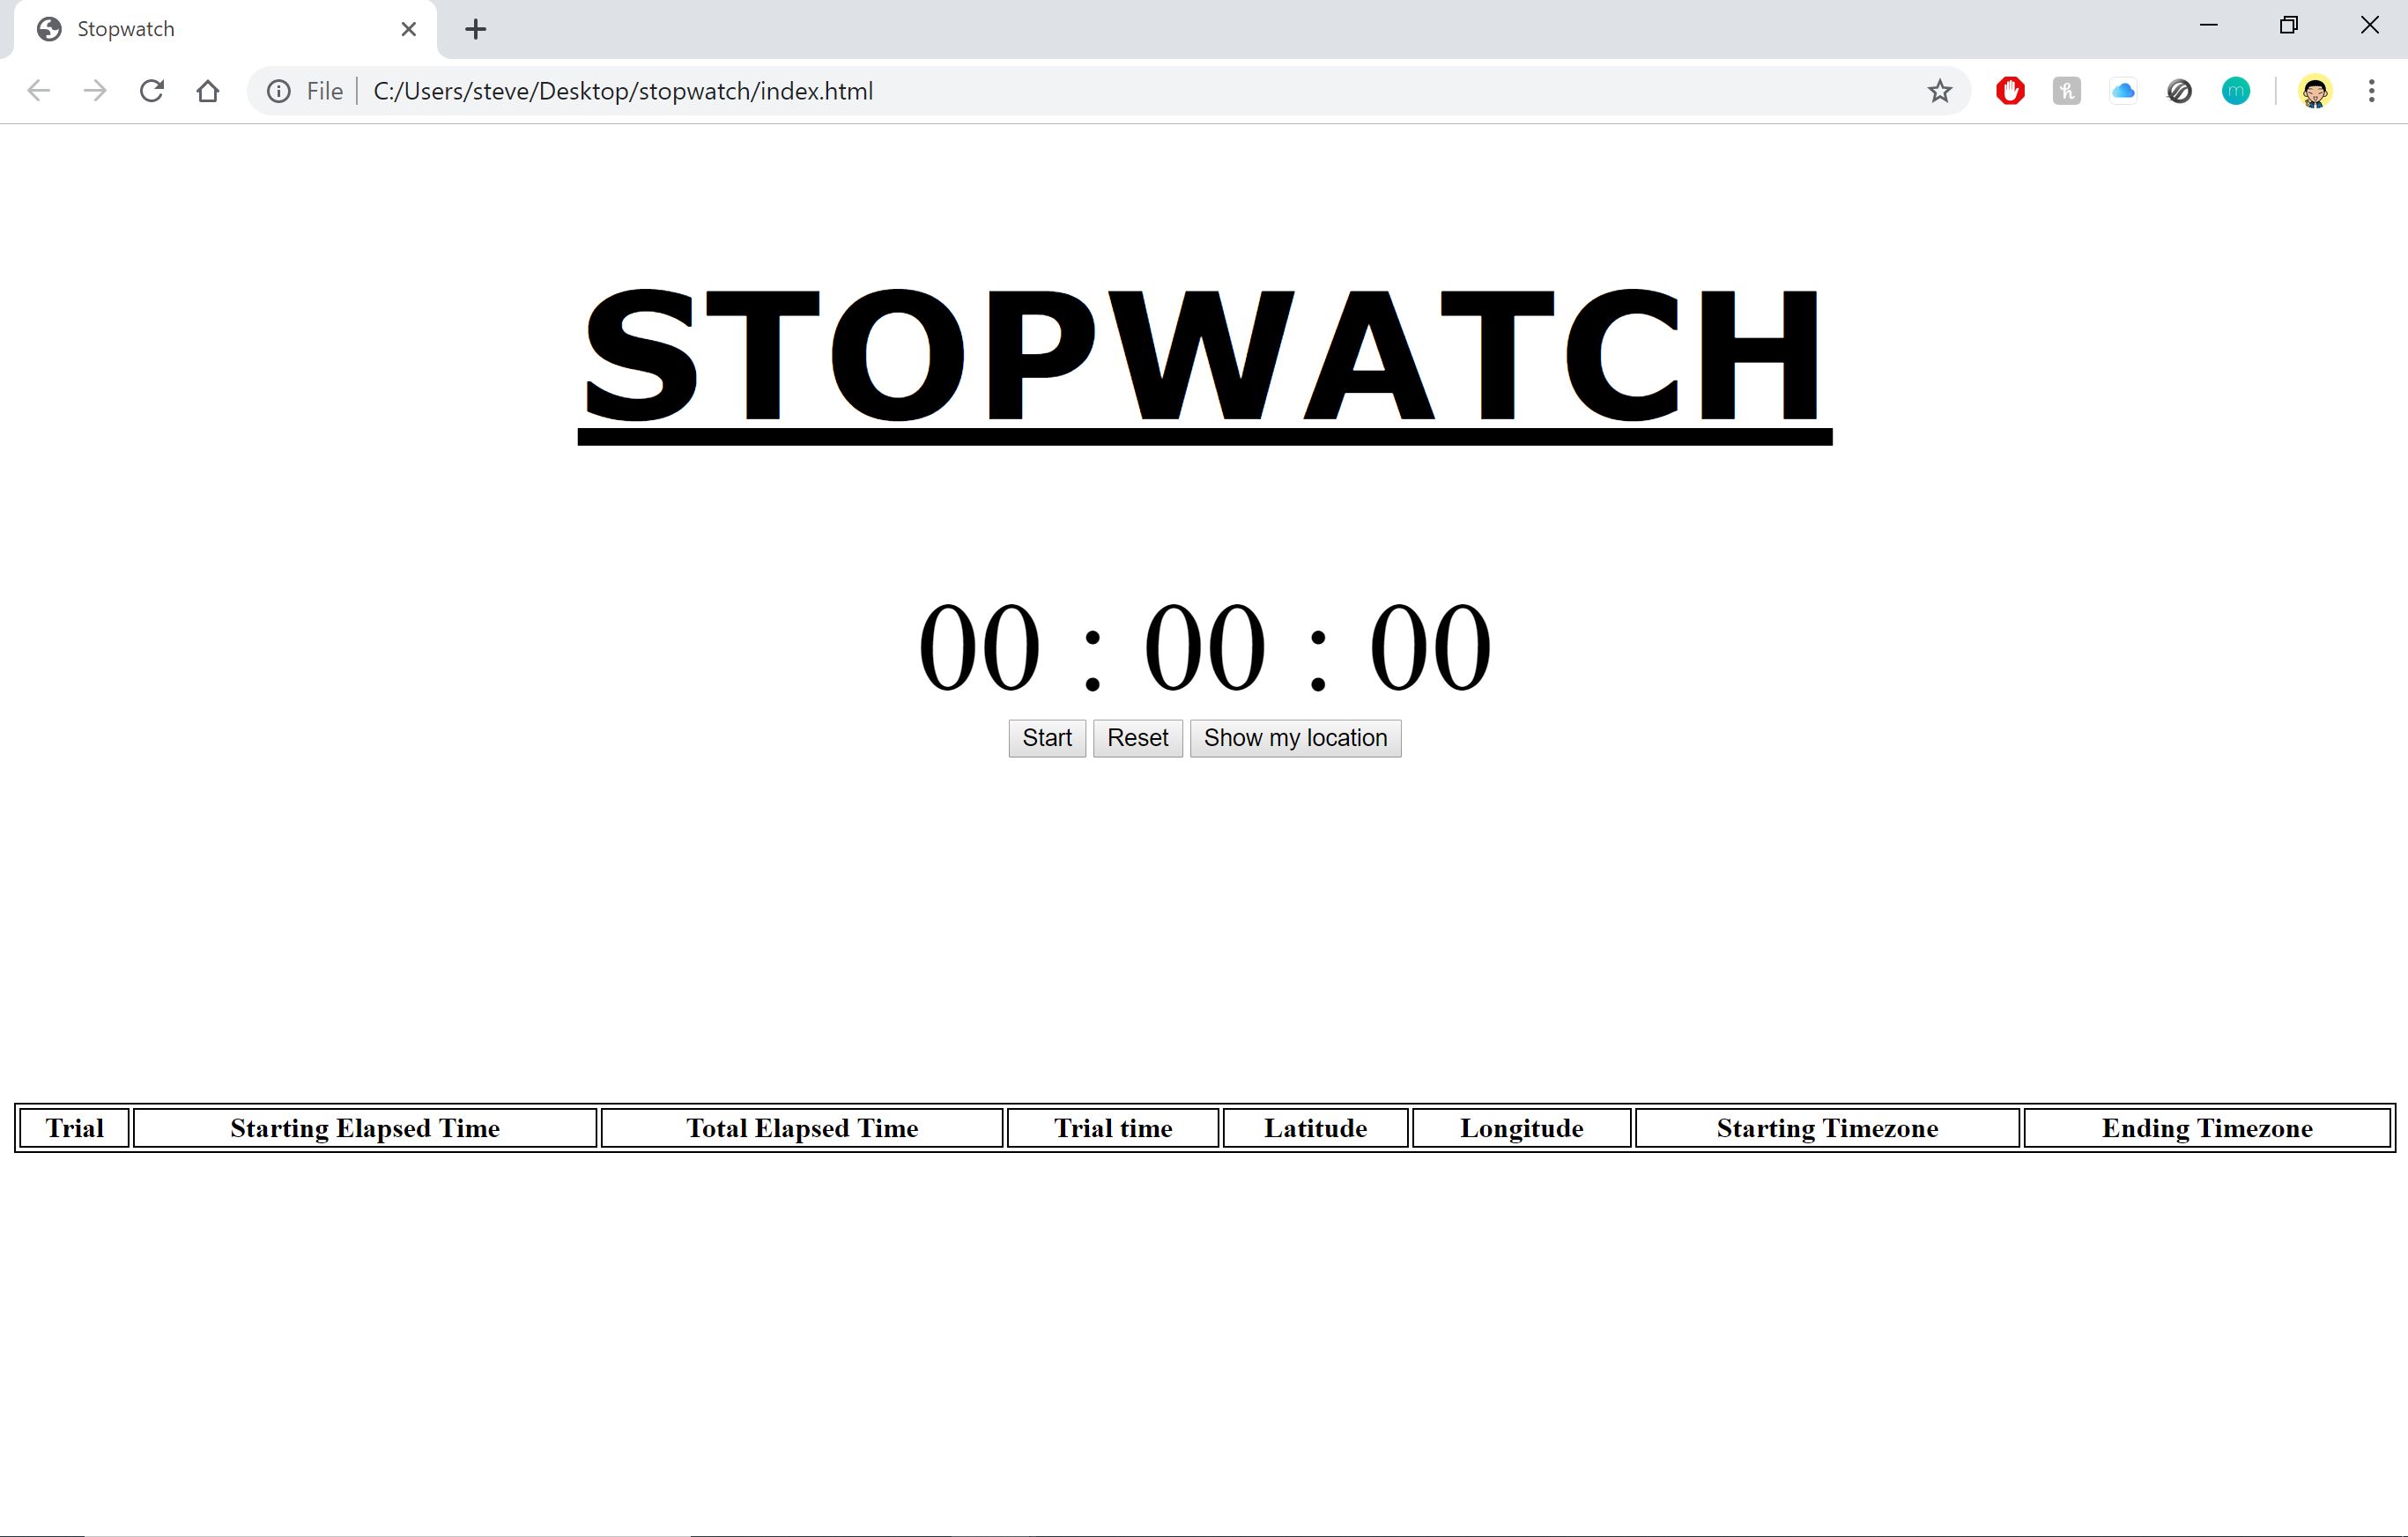 Stopwatch
File C:/Users/steve/Desktop/stopwatch/index.html
STOPWATCH
00 : 00 : 00
Start Reset Show my location
Trial Starting Elapsed Time Total Elapsed Time Trial time Latitude Longitude Starting Timezone Ending Timezone